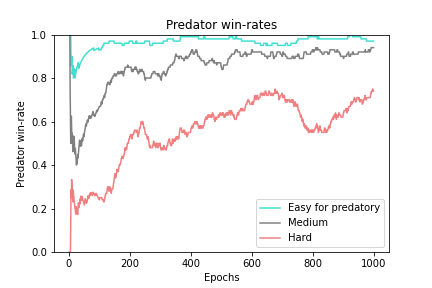 Predator win-rates
Predator win-rate
1.0
0.8
0.6
0.4
0.2
0.0
0
200
400
600
800
1000
Epochs
Easy for predatory
Medium
Hard